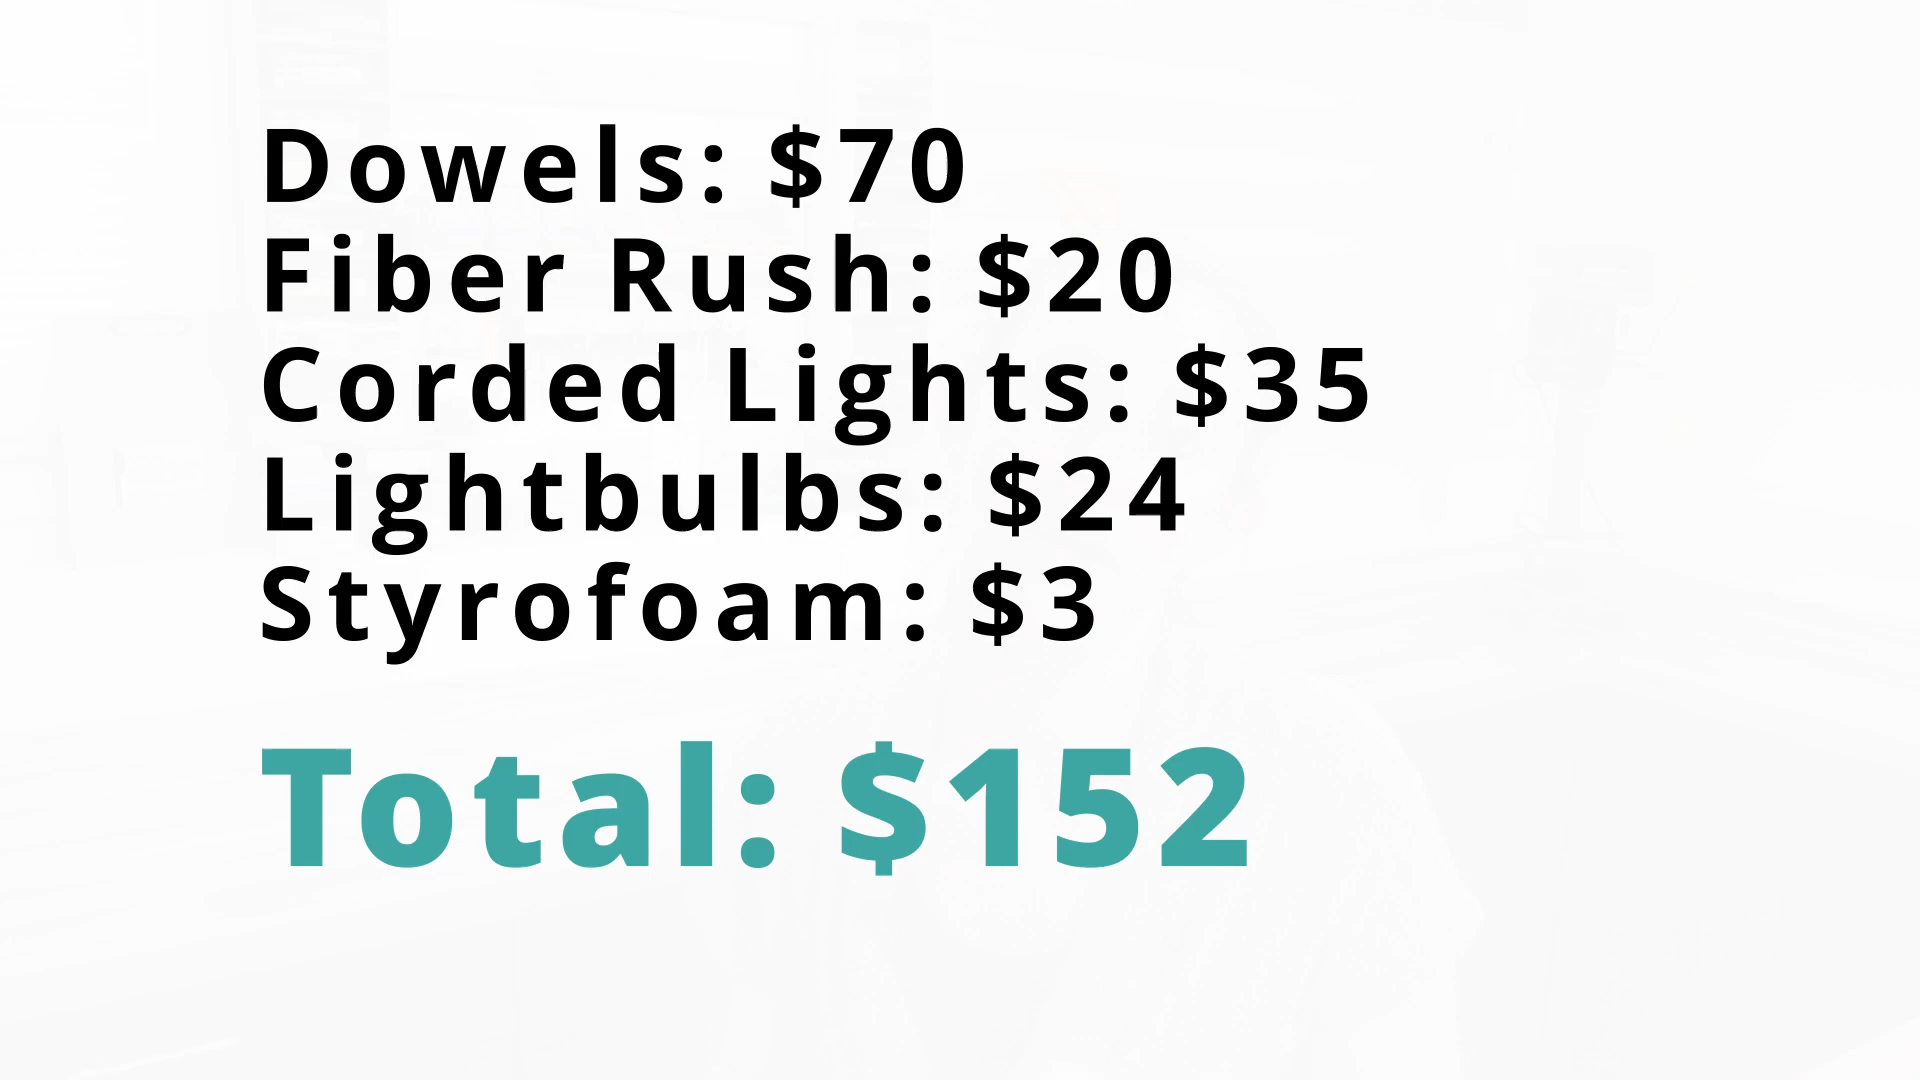 Dowels: $70
Fiber Rush: $20
Corded Lights: $35
Lightbulbs: $24
Styrofoam: $3
Total: $152